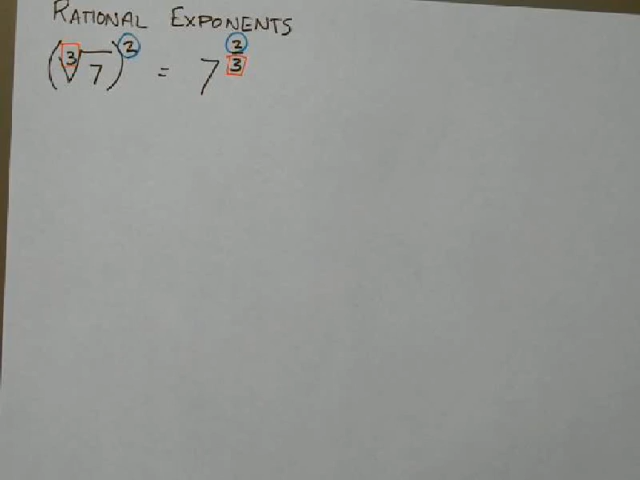 RATIONAL EXPONENTS
(∛7)² = 7^(2/3)